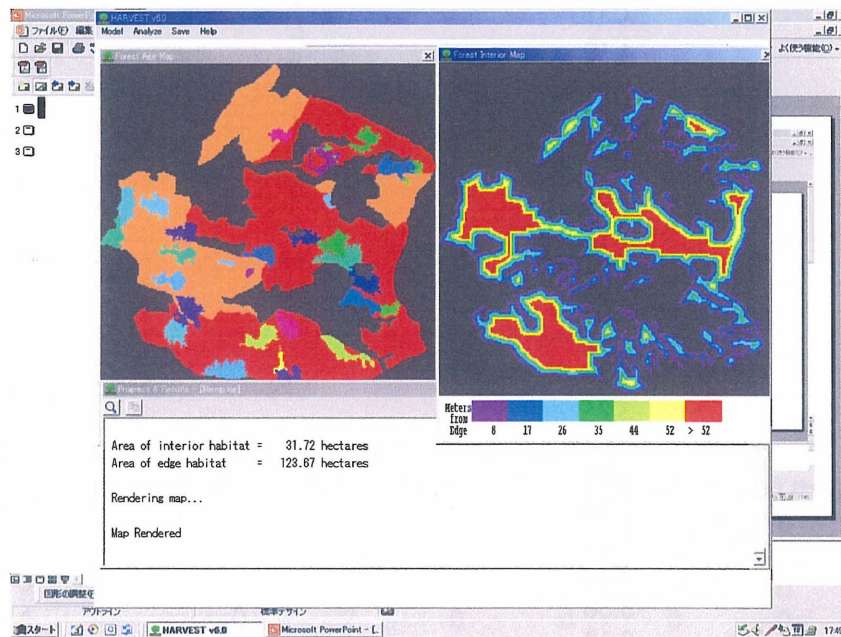 Microsoft PowerPoint
ファイル(F) 編集
HARVEST v6.0
Model Analyze Save Help
よく使う機能(O)
1
2
3
Forest Age Map
Forest Interior Map
Meters
from
Edge
8 17 26 35 44 52 > 52
Area of interior habitat = 31.72 hectares
Area of edge habitat = 123.67 hectares
Rendering map...
Map Rendered
図形の調整(R)
アウトライン
標準デザイン
スタート
HARVEST v6.0
Microsoft PowerPoint - [